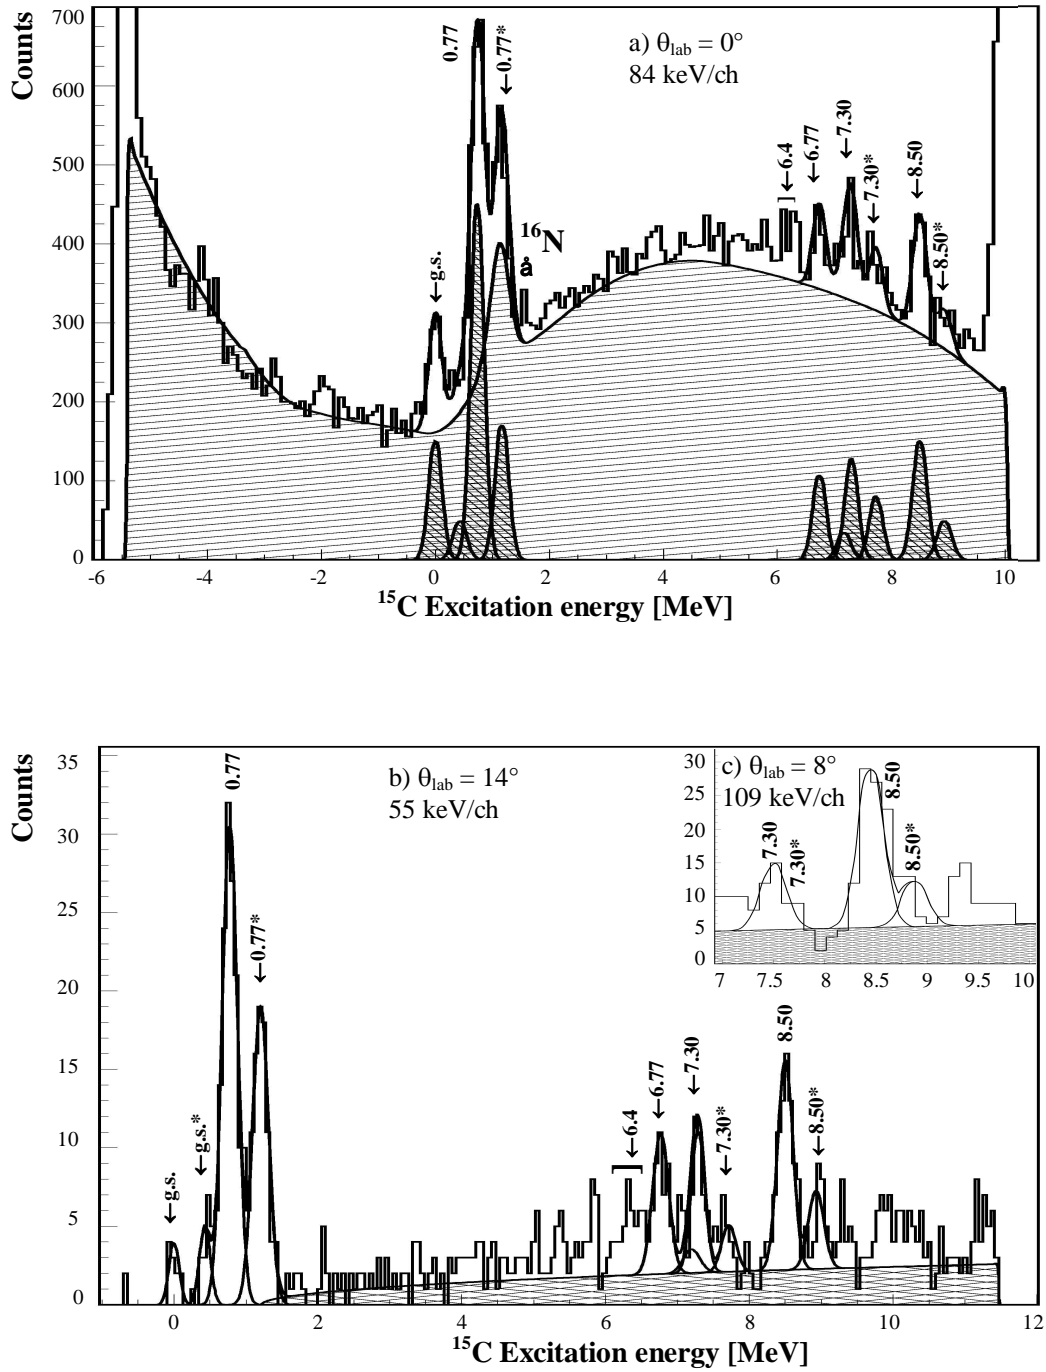 Counts
700
600
500
400
300
200
100
0
a) θlab = 0°
84 keV/ch
←g.s.
0.77
←0.77*
16N
å
]←6.4
←6.77
←7.30
←7.30*
←8.50
←8.50*
-6 -4 -2 0 2 4 6 8 10
15C Excitation energy [MeV]
Counts
35
30
25
20
15
10
5
0
b) θlab = 14°
55 keV/ch
←g.s.
←g.s.*
0.77
←0.77*
]←6.4
←6.77
←7.30
←7.30*
8.50
←8.50*
0 2 4 6 8 10 12
15C Excitation energy [MeV]
c) θlab = 8°
109 keV/ch
30
25
20
15
10
5
0
7.30
7.30*
8.50
8.50*
7 7.5 8 8.5 9 9.5 10